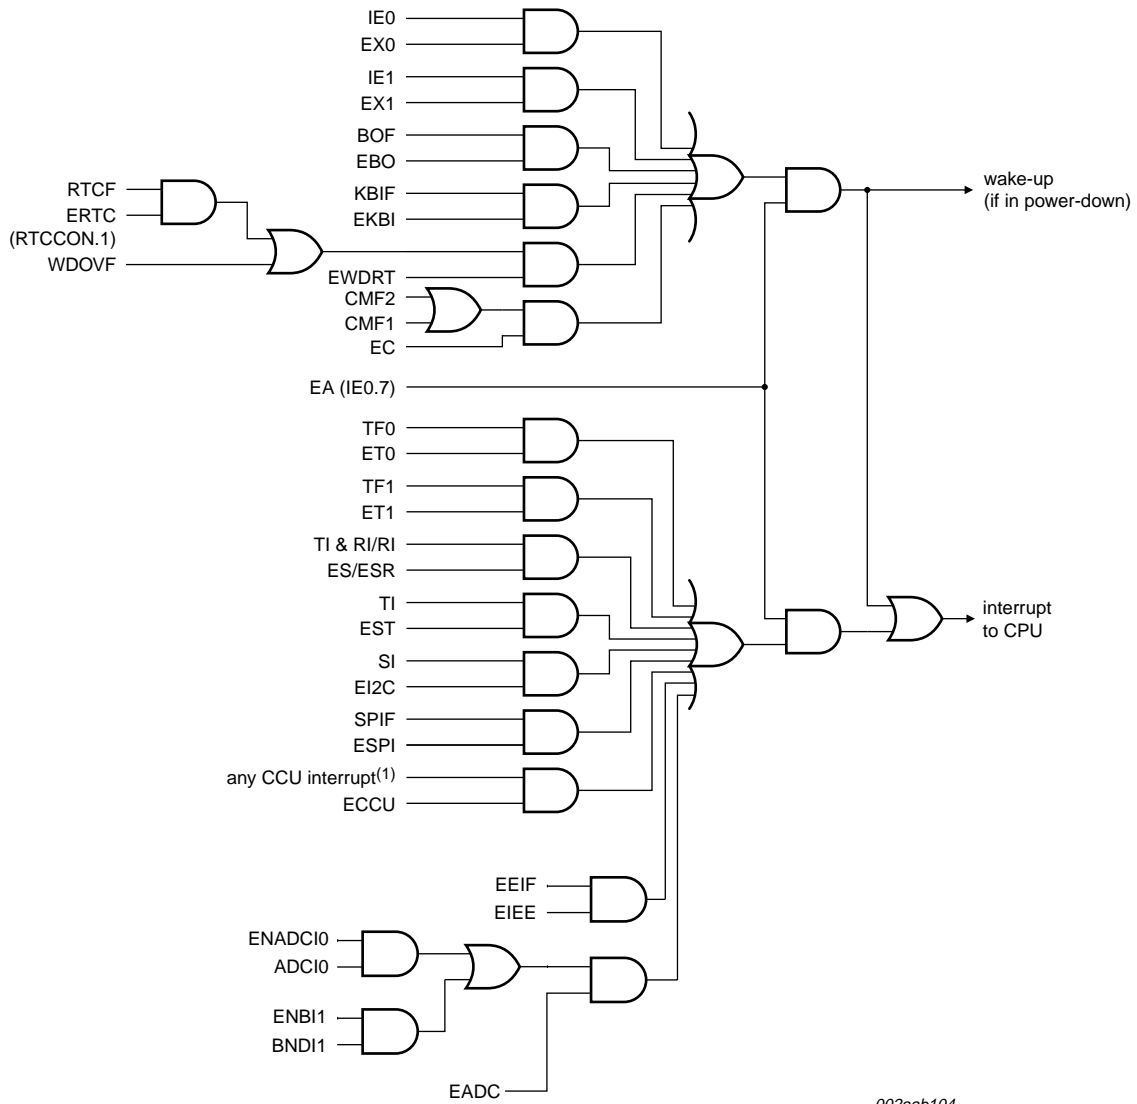 IE0
EX0
IE1
EX1
BOF
EBO
RTCF
KBIF
ERTC
EKBI
(RTCCON.1)
WDOVF
EWDRT
CMF2
CMF1
EC
wake-up
(if in power-down)
EA (IE0.7)
TF0
ET0
TF1
ET1
TI & RI/RI
ES/ESR
TI
EST
interrupt
to CPU
SI
EI2C
SPIF
ESPI
any CCU interrupt(1)
ECCU
EEIF
EIEE
ENADCI0
ADCI0
ENBI1
BNDI1
EADC